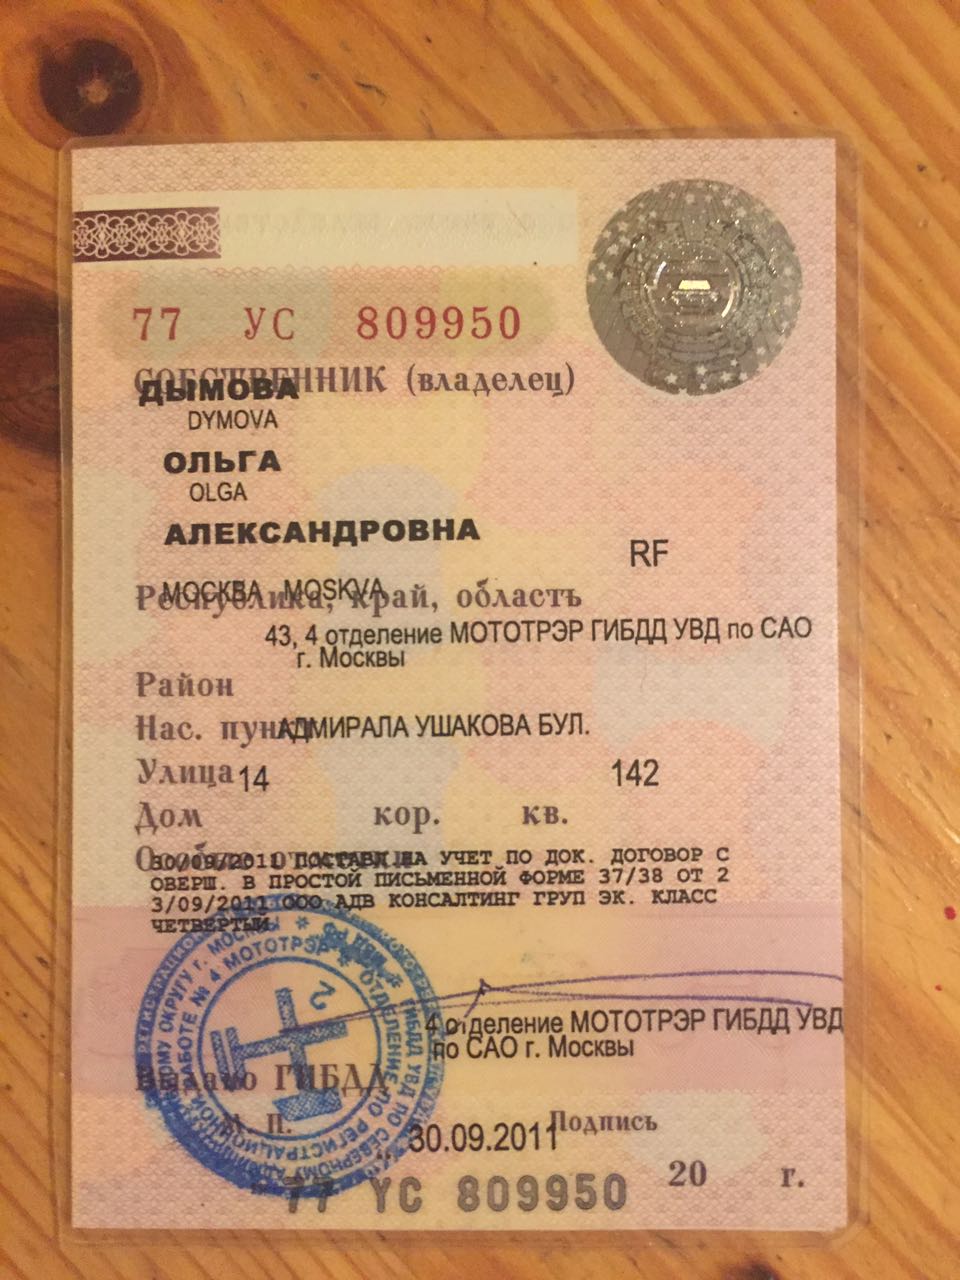 77 УС 809950
СОБСТВЕННИК (владелец)
ДЫМОВА
DYMOVA
ОЛЬГА
OLGA
АЛЕКСАНДРОВНА
RF
МОСКВА MOSKVA
Республика, край, область
43, 4 отделение МОТОТРЭР ГИБДД УВД по САО
г. Москвы
Район
Нас. пункт
АДМИРАЛА УШАКОВА БУЛ.
Улица
14 142
Дом кор. кв.
Особые отметки
30/09/2011 ПОСТАВЛ НА УЧЕТ ПО ДОК. ДОГОВОР С
ОВЕРШ. В ПРОСТОЙ ПИСЬМЕННОЙ ФОРМЕ 37/38 ОТ 2
3/09/2011 ООО АДВ КОНСАЛТИНГ ГРУП ЭК. КЛАСС
ЧЕТВЕРТЫЙ
4 отделение МОТОТРЭР ГИБДД УВД
по САО г. Москвы
Выдано ГИБДД
М. П. Подпись
30.09.2011
20 г.
77 УС 809950